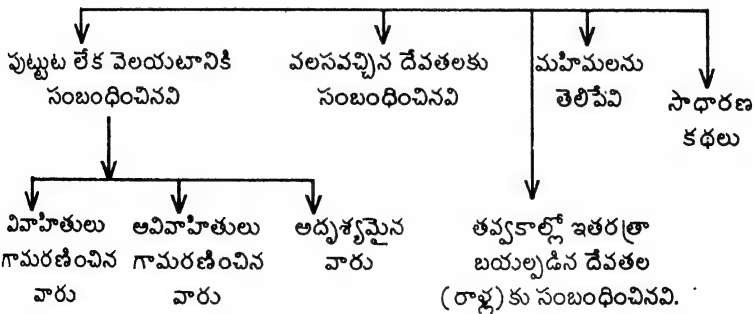 పుట్టుట లేక వెలయటానికి
సంబంధించినవి
వలసవచ్చిన దేవతలకు
సంబంధించినవి
మహిమలను
తెలిపేవి
సాధారణ
కథలు
వివాహితులు
గామరణించిన
వారు
అవివాహితులు
గామరణించిన
వారు
అదృశ్యమైన
వారు
తవ్వకాల్లో ఇతరత్రా
బయల్పడిన దేవతల
(రాళ్ల)కు సంబంధించినవి.